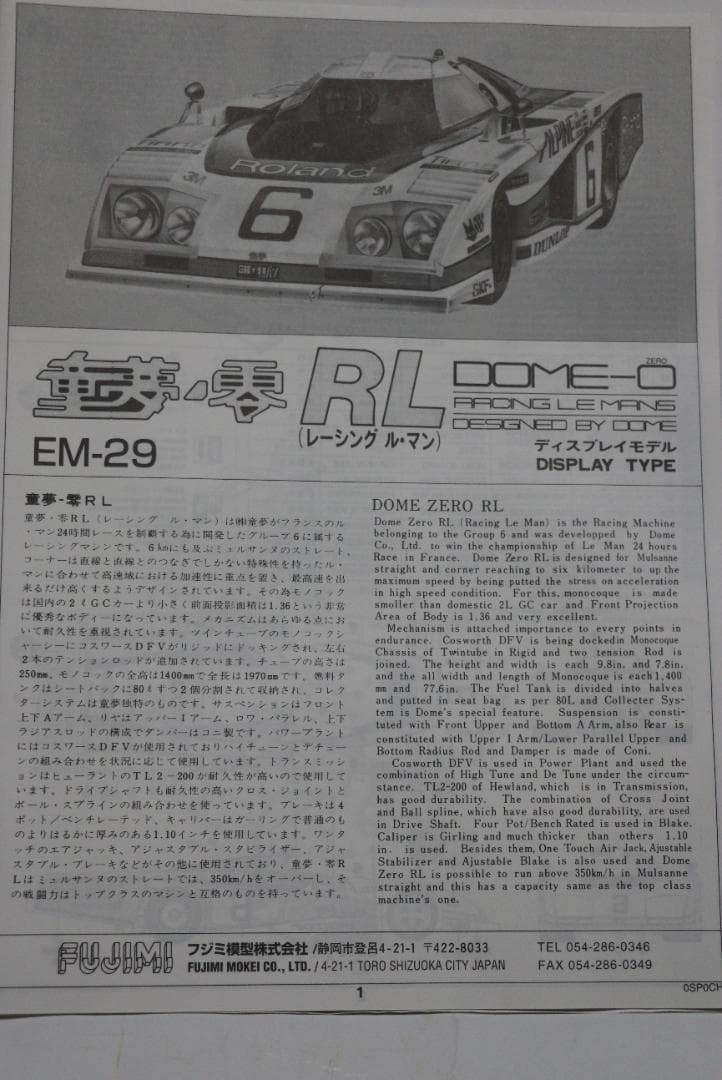 Roland
3M
6
3M
ALPINE
6
DUNLOP
SKF
童夢-零 RL
(レーシング ル・マン)
EM-29
ZERO
DOME-O
RACING LE MANS
DESIGNED BY DOME
ディスプレイモデル
DISPLAY TYPE
童夢-零ＲＬ
童夢・零ＲＬ（レーシング　ル・マン）は㈱童夢がフランスのル
・マン24時間レースを制覇する為に開発したグループ６に属する
レーシングマシンです。６㎞にも及ぶミュルサンヌのストレート、
コーナーは直線と直線とのつなぎでしかない特殊性を持ったル・
マンに合わせて高速域における加速性に重点を置き、最高速を出
来るだけ高くするようデザインされています。その為モノコック
は国内の２ℓＧＣカーより小さく前面投影面積は1.36という非常
に優秀なボディーになっています。メカニズムはあらゆる点にお
いて耐久性を重視されています。ツインチューブのモノコックシ
ャーシーにコスワースＤＦＶがリジッドにドッキングされ、左右
２本のテンションロッドが追加されています。チューブの高さは
250㎜、モノコックの全高は1400㎜で全長は1970㎜です。燃料タ
ンクはシートバックに80ℓずつ２個分割されて収納され、コレク
ターシステムは童夢独特のものです。サスペンションはフロント
上下Ａアーム、リヤはアッパーＩアーム、ロワ・パラレル、上下
ラジアスロッドの構成でダンパーはコニ製です。パワープラント
にはコスワースＤＦＶが使用されておりハイチューンとデチュー
ンの組み合わせを状況に応じて使用しています。トランスミッシ
ョンはヒューランドのＴＬ２－200が耐久性が高いので使用して
います。ドライブシャフトも耐久性の高いクロス・ジョイントと
ボール・スプラインの組み合わせを使っています。ブレーキは４
ポット／ベンチレーテッド、キャリパーはガーリングで普通のも
のよりはるかに厚みのある1.10インチを使用しています。ワンタ
ッチのエアジャッキ、アジャスタブル・スタビライザー、アジャ
スタブル・ブレーキなどがその他に使用されており、童夢・零Ｒ
Ｌはミュルサンヌのストレートでは、350㎞/hをオーバーし、そ
の戦闘力はトップクラスのマシンと互格のものを持っています。
DOME ZERO RL
Dome Zero RL (Racing Le Man) is the Racing Machine
belonging to the Group 6 and was developped by Dome
Co., Ltd. to win the championship of Le Man 24 hours
Race in France. Dome Zero RL is designed for Mulsanne
straight and corner reaching to six kilometer to up the
maximum speed by being putted the stress on acceleration
in high speed condition. For this, monocoque is made
smoller than domestic 2L GC car and Front Projection
Area of Body is 1.36 and very excellent.
Mechanism is attached importance to every points in
endurance. Cosworth DFV is being dockedin Monocoque
Chassis of Twintube in Rigid and two tension Rod is
joined. The height and width is each 9.8in. and 7.8in.
and the all width and length of Monocoque is each 1,400
mm and 77.6in. The Fuel Tank is divided into halves
and putted in seat bag as per 80L and Collecter Sys-
tem is Dome's special feature. Suspension is consti-
tuted with Front Upper and Bottom A Arm, also Rear is
constituted with Upper I Arm/Lower Parallel Upper and
Bottom Radius Rod and Damper is made of Coni.
Cosworth DFV is used in Power Plant and used the
combination of High Tune and De Tune under the circum-
stance. TL2-200 of Hewland, which is in Transmission,
has good durability. The combination of Cross Joint
and Ball spline, which have also good durability, are used
in Drive Shaft. Four Pot/Bench Rated is used in Blake.
Caliper is Girling and much thicker than others 1.10
in. is used. Besides them, One Touch Air Jack, Ajustable
Stabilizer and Ajustable Blake is also used and Dome
Zero RL is possible to run above 350km/h in Mulsanne
straight and this has a capacity same as the top class
machine's one.
FUJIMI
フジミ模型株式会社/静岡市登呂4-21-1 〒422-8033
FUJIMI MOKEI CO., LTD. / 4-21-1 TORO SHIZUOKA CITY JAPAN
TEL 054-286-0346
FAX 054-286-0349
1
0SP0CH